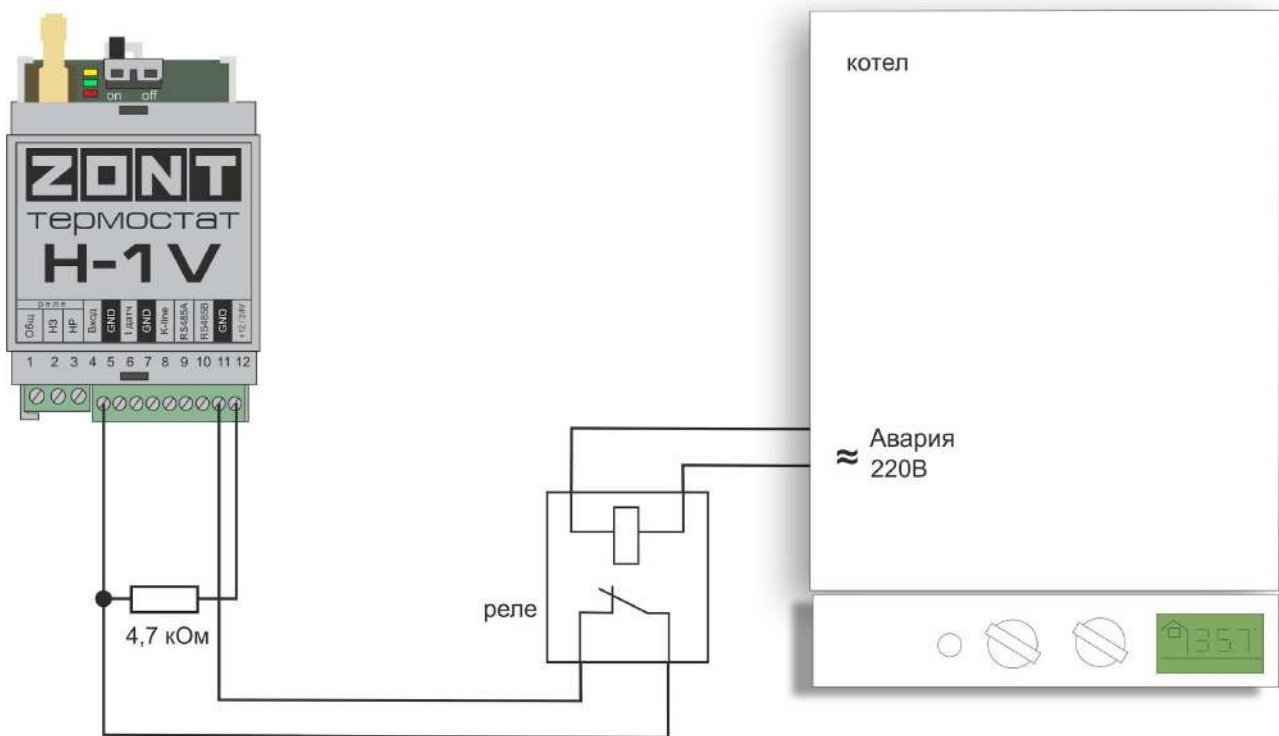 on off
ZONT
термостат
H-1V
реле
Общ НЗ НР Вход GND t датч GND K-line RS485A RS485B GND +12 / 24V
1 2 3 4 5 6 7 8 9 10 11 12
4,7 кОм
реле
котел
≈ Авария
220В
35.7